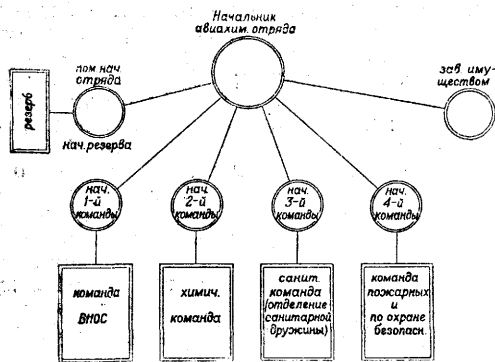 Начальник
авиахим. отряда
пом. нач.
отряда
зав. иму-
ществом
резерв
нач. резерва
нач.
1-й
команды
нач.
2-й
команды
нач.
3-й
команды
нач.
4-й
команды
команда
ВНОС
химич.
команда
санит.
команда
(отделение
санитарной
дружины)
команда
пожарных
и
по охране
безопасн.